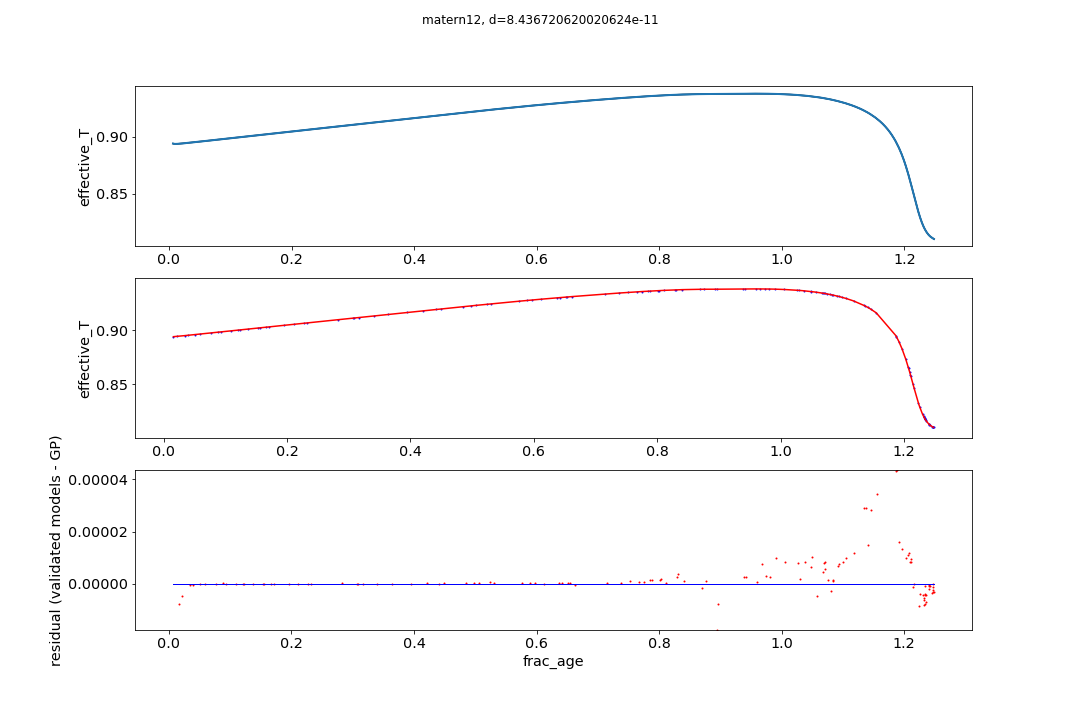 matern12, d=8.436720620020624e-11
effective_T
0.90
0.85
0.0 0.2 0.4 0.6 0.8 1.0 1.2
effective_T
0.90
0.85
0.0 0.2 0.4 0.6 0.8 1.0 1.2
residual (validated models - GP)
0.00004
0.00002
0.00000
0.0 0.2 0.4 0.6 0.8 1.0 1.2
frac_age